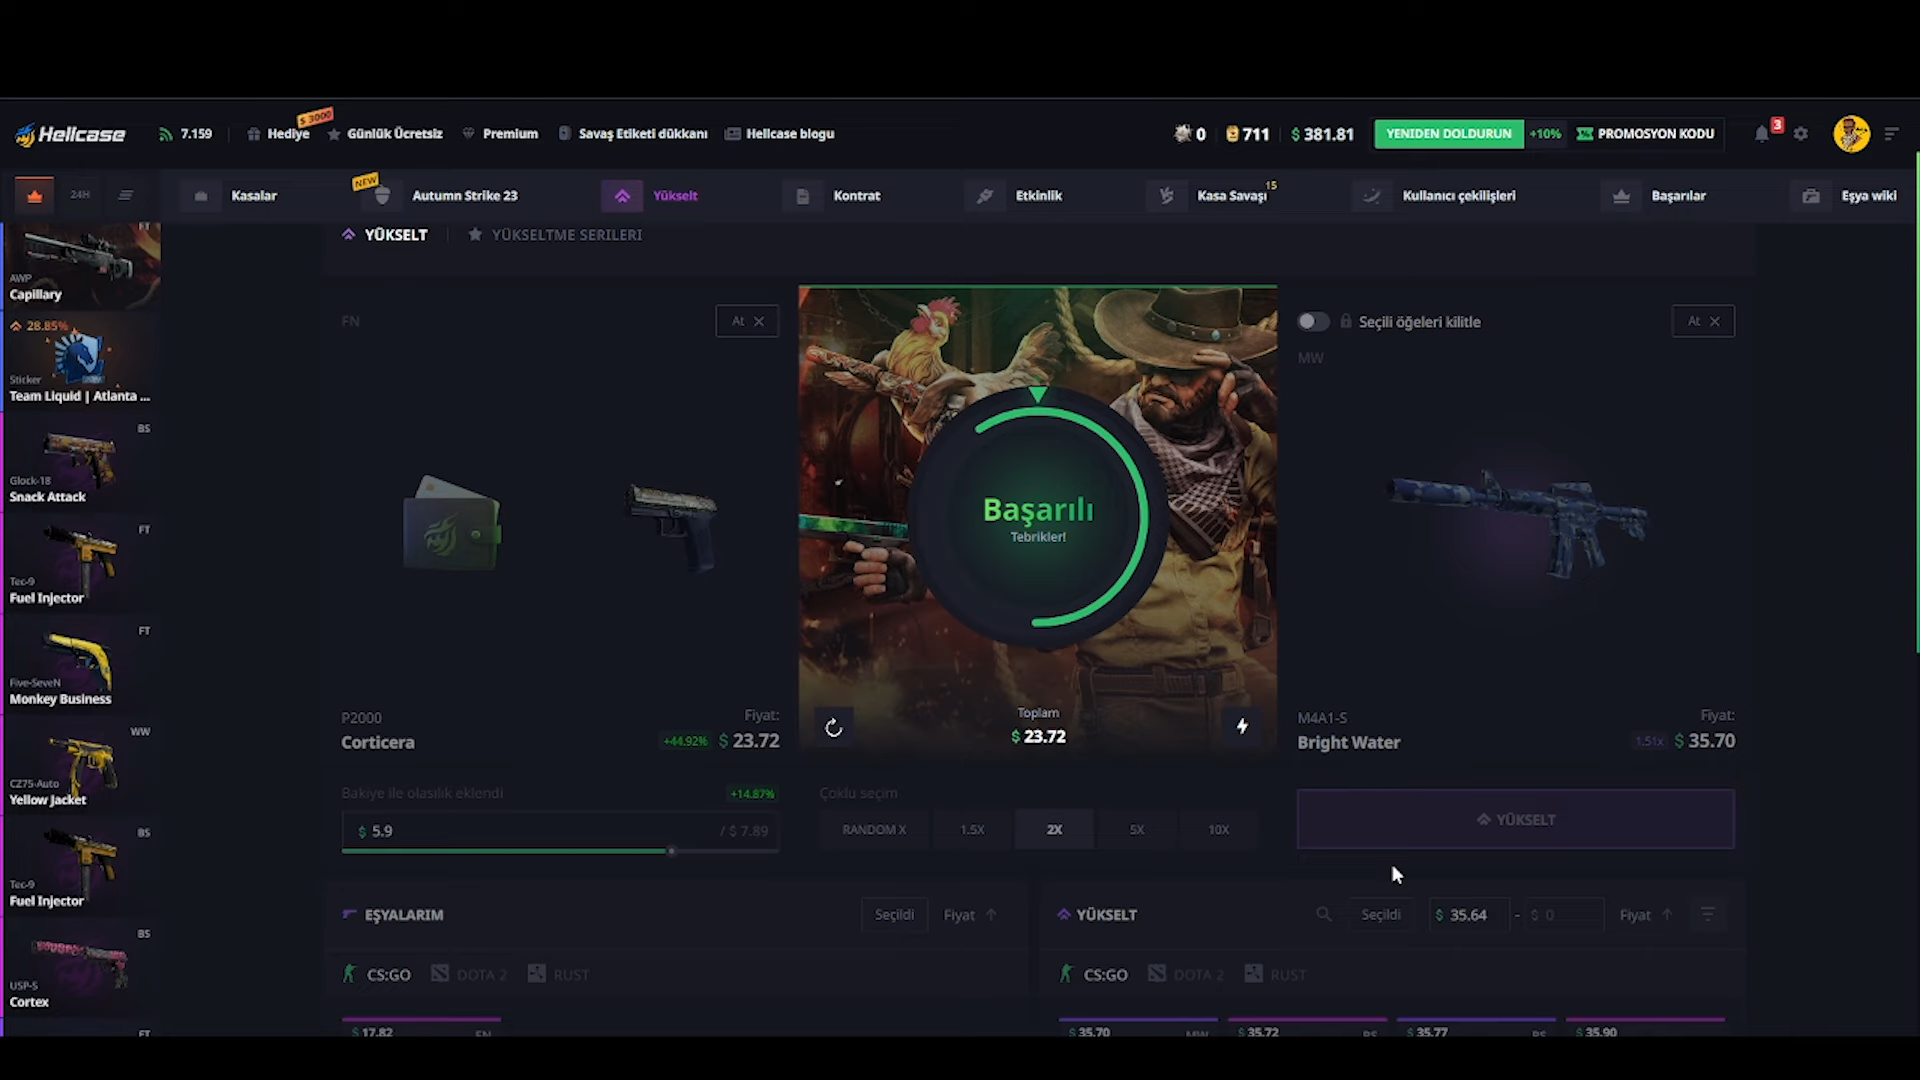 Hellcase
7.159
Hediye
$ 3000
Günlük Ücretsiz
Premium
Savaş Etiketi dükkanı
Hellcase blogu
0
711
$ 381.81
YENİDEN DOLDURUN
+10%
PROMOSYON KODU
3
24H
Kasalar
NEW
Autumn Strike 23
Yükselt
Kontrat
Etkinlik
Kasa Savaşı
15
Kullanıcı çekilişleri
Başarılar
Eşya wiki
YÜKSELT
YÜKSELTME SERILERI
FT
AWP
Capillary
28.85%
Sticker
Team Liquid | Atlanta ...
BS
Glock-18
Snack Attack
FT
Tec-9
Fuel Injector
FT
Five-SeveN
Monkey Business
WW
CZ75-Auto
Yellow Jacket
BS
Tec-9
Fuel Injector
BS
USP-S
Cortex
FT
FN
At
P2000
Corticera
Fiyat:
+44.92%
$ 23.72
Başarılı
Tebrikler!
Toplam
$ 23.72
Seçili öğeleri kilitle
At
MW
M4A1-S
Bright Water
Fiyat:
1.51x
$ 35.70
Bakiye ile olasılık eklendi
+14.87%
$ 5.9
/ $ 7.89
Çoklu seçim
RANDOM X
1.5X
2X
5X
10X
YÜKSELT
EŞYALARIM
Seçildi
Fiyat
CS:GO
DOTA 2
RUST
$ 17.82
FN
YÜKSELT
Seçildi
$ 35.64
-
$ 0
Fiyat
CS:GO
DOTA 2
RUST
$ 35.70
MW
$ 35.72
BS
$ 35.77
BS
$ 35.90